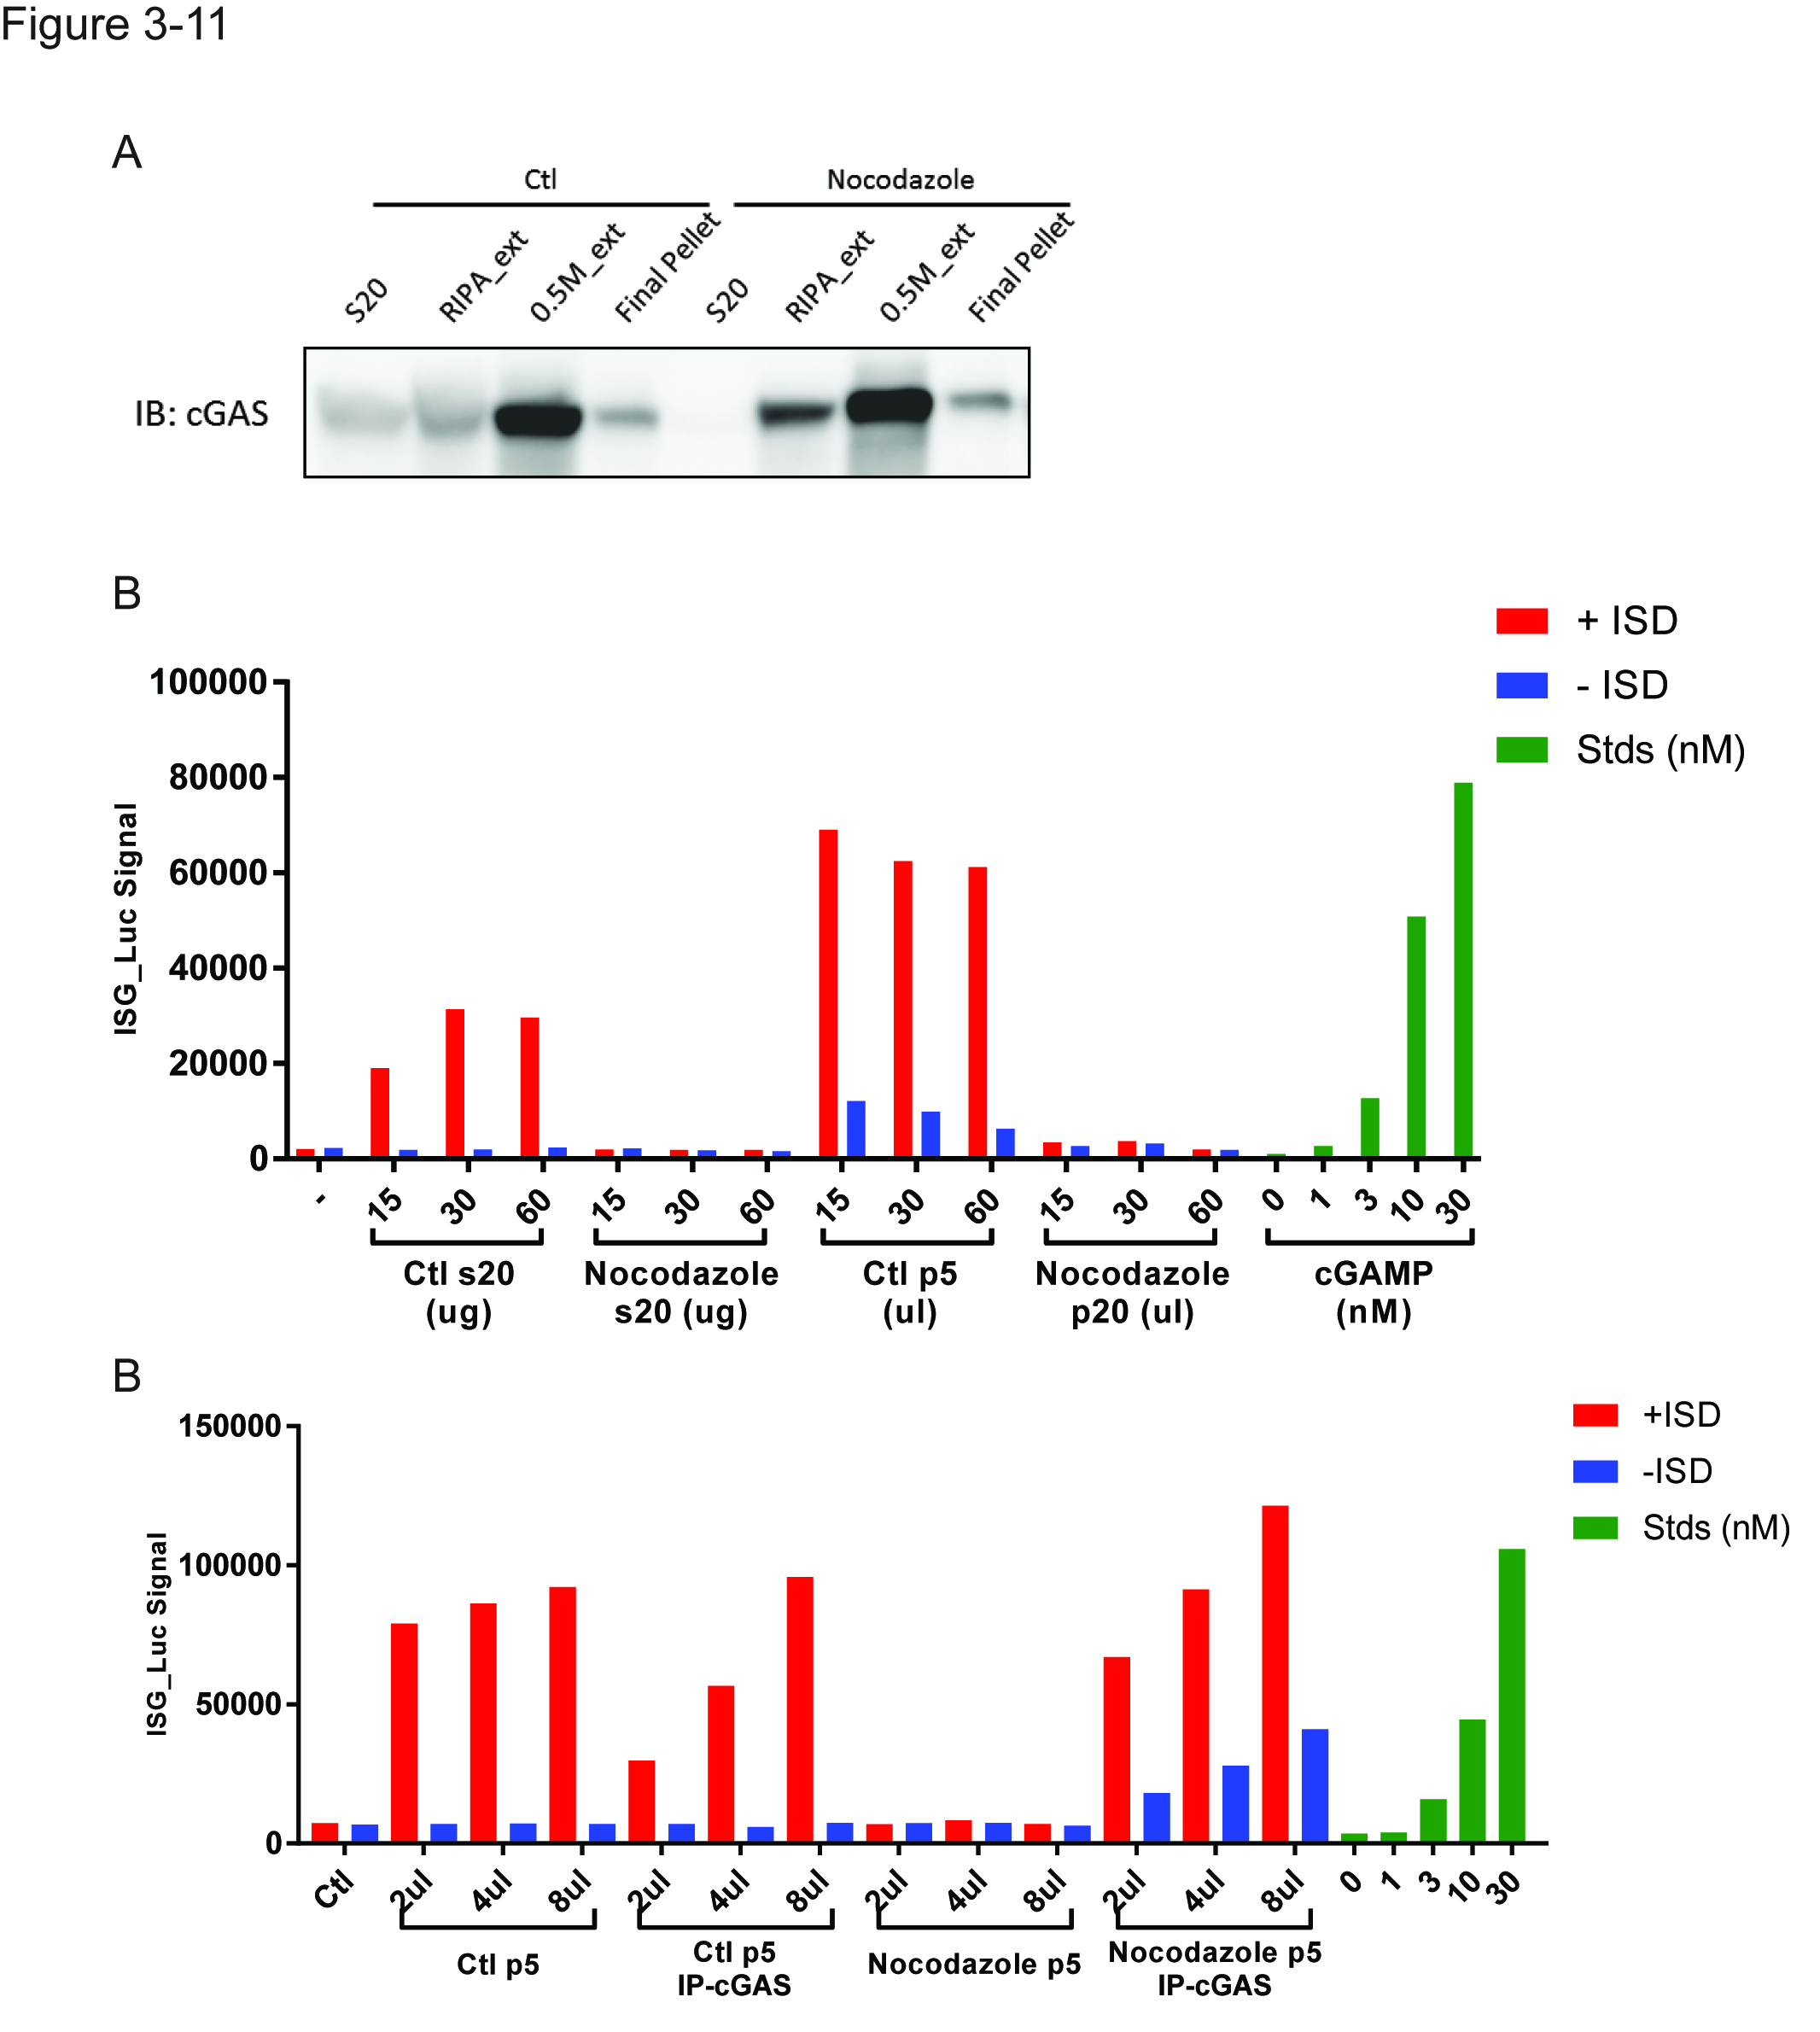 Figure 3-11
A
Ctl Nocodazole
S20 RIPA_ext 0.5M_ext Final Pellet S20 RIPA_ext 0.5M_ext Final Pellet
IB: cGAS
B
+ ISD
- ISD
Stds (nM)
ISG_Luc Signal
100000
80000
60000
40000
20000
0
- 15 30 60 15 30 60 15 30 60 15 30 60 0 1 3 10 30
Ctl s20 Nocodazole Ctl p5 Nocodazole cGAMP
(ug) s20 (ug) (ul) p20 (ul) (nM)
B
+ISD
-ISD
Stds (nM)
ISG_Luc Signal
150000
100000
50000
0
Ctl 2ul 4ul 8ul 2ul 4ul 8ul 2ul 4ul 8ul 2ul 4ul 8ul 0 1 3 10 30
Ctl p5 Ctl p5 Nocodazole p5 Nocodazole p5
IP-cGAS IP-cGAS